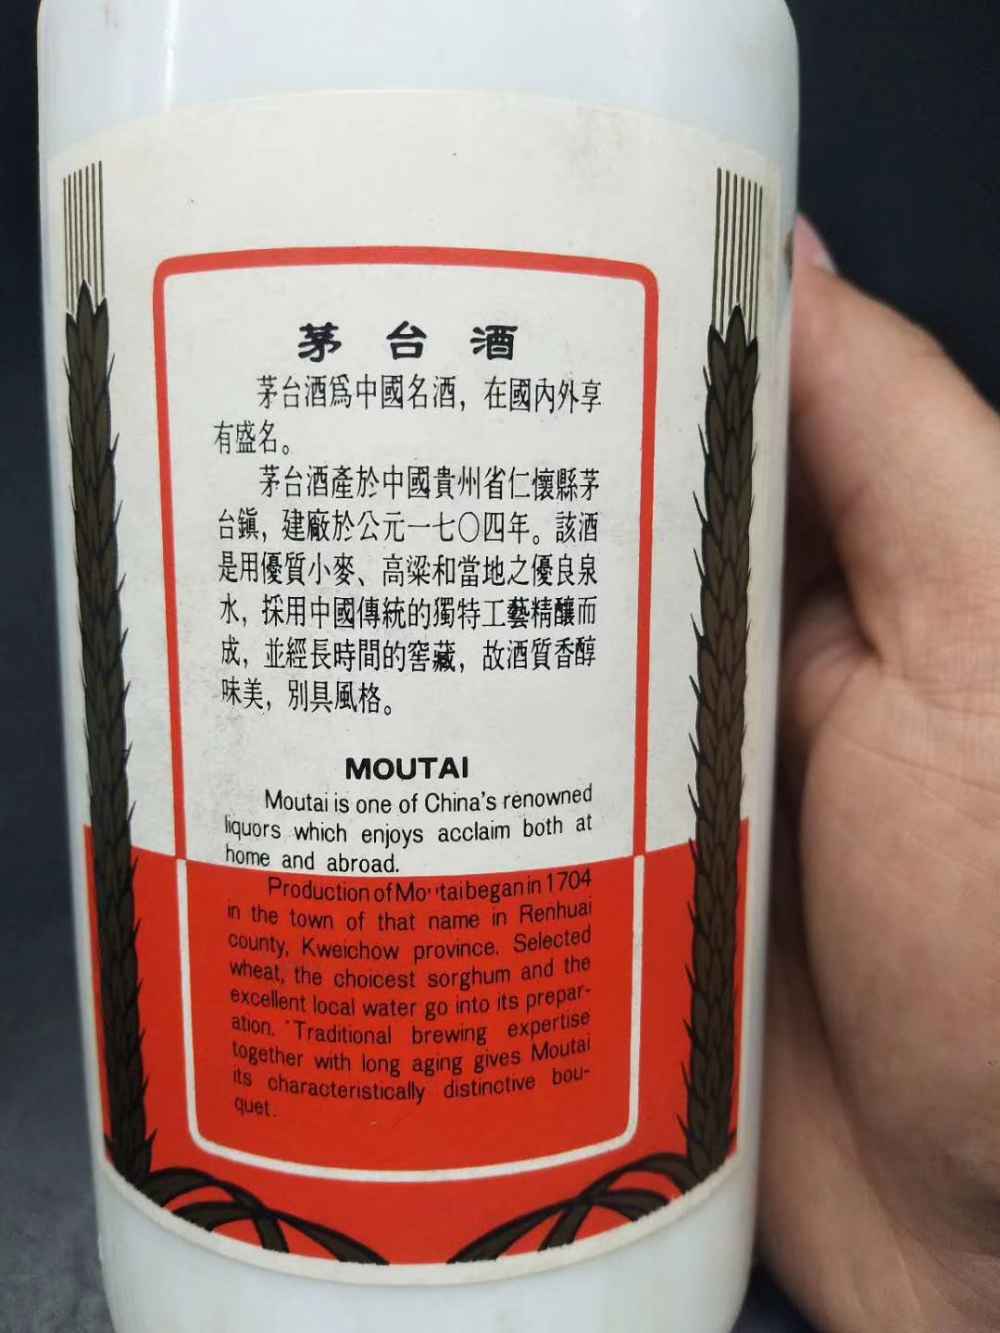 茅台酒
茅台酒爲中國名酒，在國內外享
有盛名。
茅台酒產於中國貴州省仁懷縣茅
台鎭，建廠於公元一七〇四年。該酒
是用優質小麥、高粱和當地之優良泉
水，採用中國傳統的獨特工藝精釀而
成，並經長時間的窖藏，故酒質香醇
味美，別具風格。
MOUTAI
Moutai is one of China's renowned
liquors which enjoys acclaim both at
home and abroad.
Production of Moutai began in 1704
in the town of that name in Renhuai
county, Kweichow province. Selected
wheat, the choicest sorghum and the
excellent local water go into its prepar-
ation. Traditional brewing expertise
together with long aging gives Moutai
its characteristically distinctive bou-
quet.